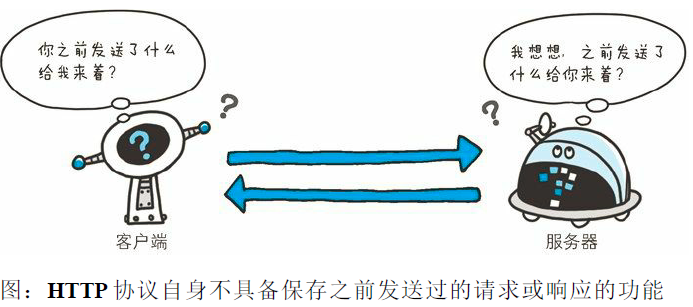 你之前发送了什么
给我来着?
我想想,之前发送了
什么给你来着?
?
?
?
客户端
服务器
图：HTTP 协议自身不具备保存之前发送过的请求或响应的功能